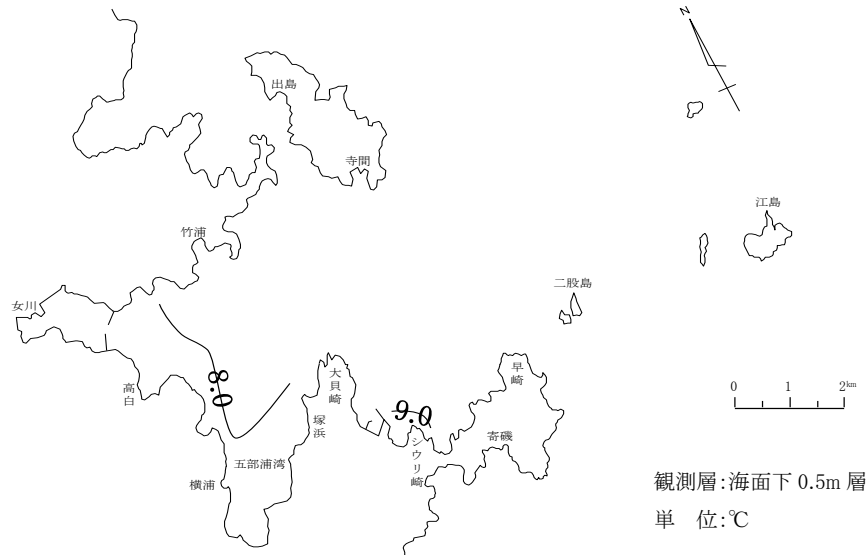 N
出島
寺間
江島
竹浦
二股島
女川
早崎
大貝崎
高白
8.0
0 1 2km
9.0
塚浜
寄磯
シウリ崎
五部浦湾
横浦
観測層:海面下 0.5m 層
単　位:℃